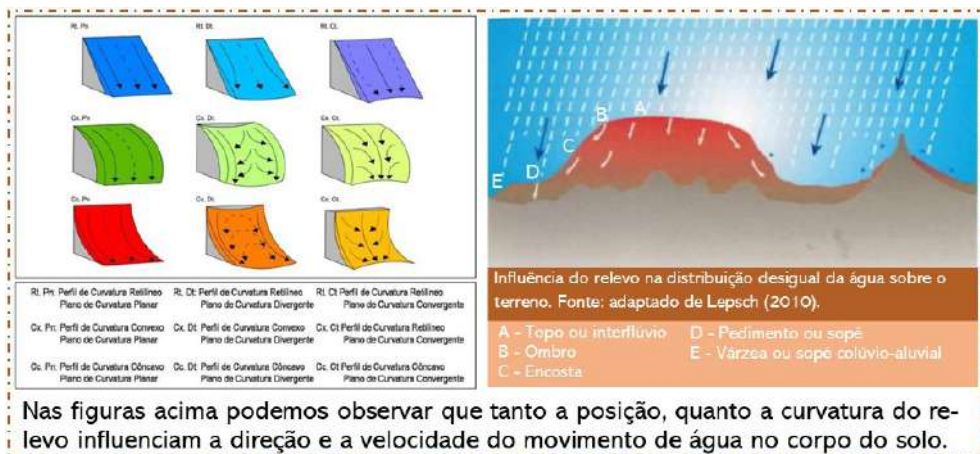 Rt. Pn
Rt. Dt.
Rt. Ct.
Cx. Pn
Cx. Dt.
Cx. Ct.
Cc. Pn
Cc. Dt.
Cc. Ct.
Rt. Pn: Perfil de Curvatura Retilíneo
Plano de Curvatura Planar
Rt. Dt: Perfil de Curvatura Retilíneo
Plano de Curvatura Divergente
Rt. Ct Perfil de Curvatura Retilíneo
Plano de Curvatura Convergente
Cx. Pn: Perfil de Curvatura Convexo
Plano de Curvatura Planar
Cx. Dt Perfil de Curvatura Convexo
Plano de Curvatura Divergente
Cx. Ct Perfil de Curvatura Retilíneo
Plano de Curvatura Convergente
Cc. Pn: Perfil de Curvatura Côncavo
Plano de Curvatura Planar
Cc. Dt Perfil de Curvatura Côncavo
Plano de Curvatura Divergente
Cc. Ct Perfil de Curvatura Côncavo
Plano de Curvatura Convergente
A
B
C
D
E
Influência do relevo na distribuição desigual da água sobre o
terreno. Fonte: adaptado de Lepsch (2010).
A - Topo ou interflúvio
B - Ombro
C - Encosta
D - Pedimento ou sopé
E - Várzea ou sopé colúvio-aluvial
Nas figuras acima podemos observar que tanto a posição, quanto a curvatura do re-
levo influenciam a direção e a velocidade do movimento de água no corpo do solo.